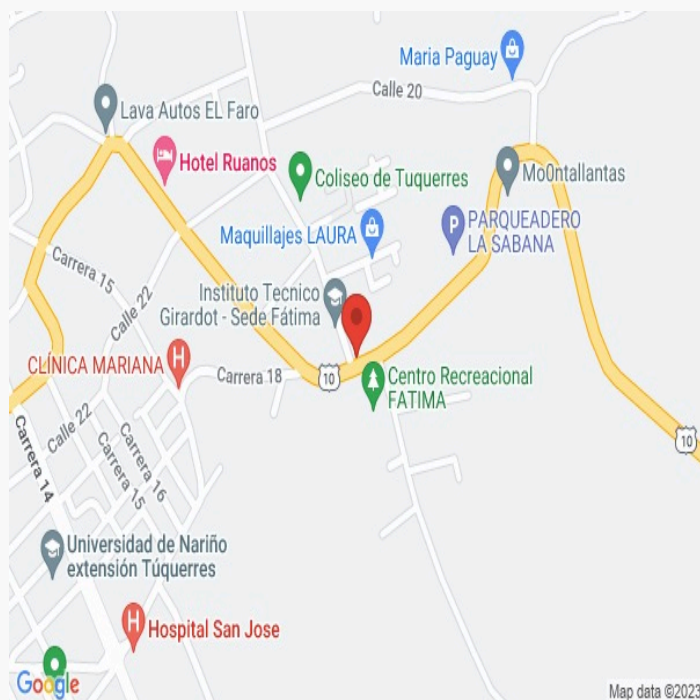 Maria Paguay
Calle 20
Lava Autos EL Faro
Hotel Ruanos
Mo0ntallantas
Coliseo de Tuquerres
PARQUEADERO
LA SABANA
Maquillajes LAURA
P
Carrera 15
Calle 22
Instituto Tecnico
Girardot - Sede Fátima
CLÍNICA MARIANA
H
Carrera 18
10
Centro Recreacional
FATIMA
Calle 22
Carrera 14
Carrera 16
Carrera 15
10
Universidad de Nariño
extensión Túquerres
H
Hospital San Jose
Google
Map data ©2023